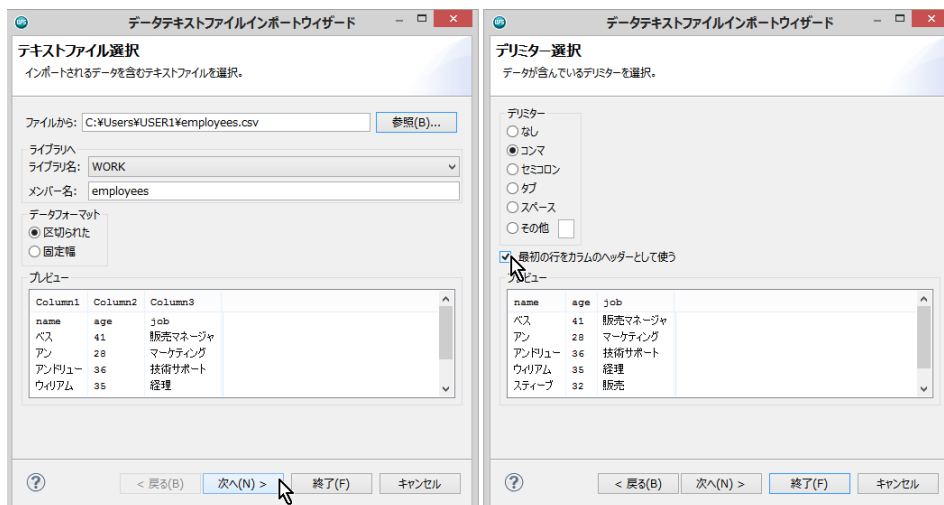 WPS
データテキストファイルインポートウィザード
テキストファイル選択
インポートされるデータを含むテキストファイルを選択。
ファイルから: C:¥Users¥USER1¥employees.csv 参照(B)...
ライブラリへ
ライブラリ名: WORK
メンバー名: employees
データフォーマット
区切られた
固定幅
プレビュー
Column1 Column2 Column3
name age job
ベス 41 販売マネージャ
アン 28 マーケティング
アンドリュー 36 技術サポート
ウィリアム 35 経理
? < 戻る(B) 次へ(N) > 終了(F) キャンセル
WPS
データテキストファイルインポートウィザード
デリミター選択
データが含んでいるデリミターを選択。
デリミター
なし
コンマ
セミコロン
タブ
スペース
その他
最初の行をカラムのヘッダーとして使う
プレビュー
name age job
ベス 41 販売マネージャ
アン 28 マーケティング
アンドリュー 36 技術サポート
ウィリアム 35 経理
スティーブ 32 販売
? < 戻る(B) 次へ(N) > 終了(F) キャンセル